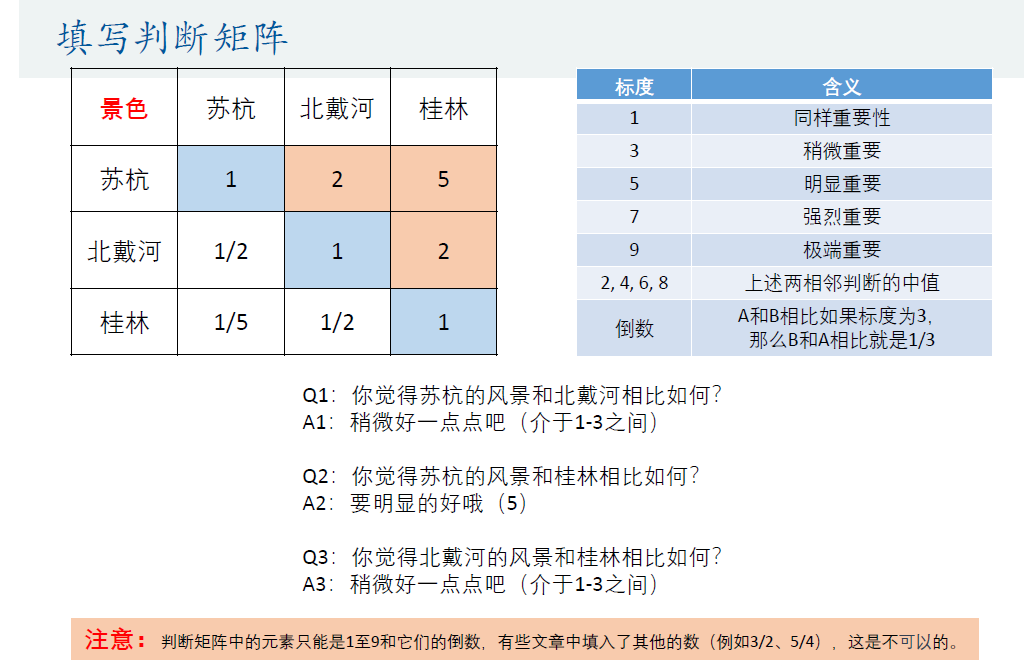 填写判断矩阵
景色 苏杭 北戴河 桂林
苏杭 1 2 5
北戴河 1/2 1 2
桂林 1/5 1/2 1
标度 含义
1 同样重要性
3 稍微重要
5 明显重要
7 强烈重要
9 极端重要
2, 4, 6, 8 上述两相邻判断的中值
倒数 A和B相比如果标度为3,
那么B和A相比就是1/3
Q1：你觉得苏杭的风景和北戴河相比如何？
A1：稍微好一点点吧（介于1-3之间）
Q2：你觉得苏杭的风景和桂林相比如何？
A2：要明显的好哦（5）
Q3：你觉得北戴河的风景和桂林相比如何？
A3：稍微好一点点吧（介于1-3之间）
注意：判断矩阵中的元素只能是1至9和它们的倒数，有些文章中填入了其他的数（例如3/2、5/4），这是不可以的。